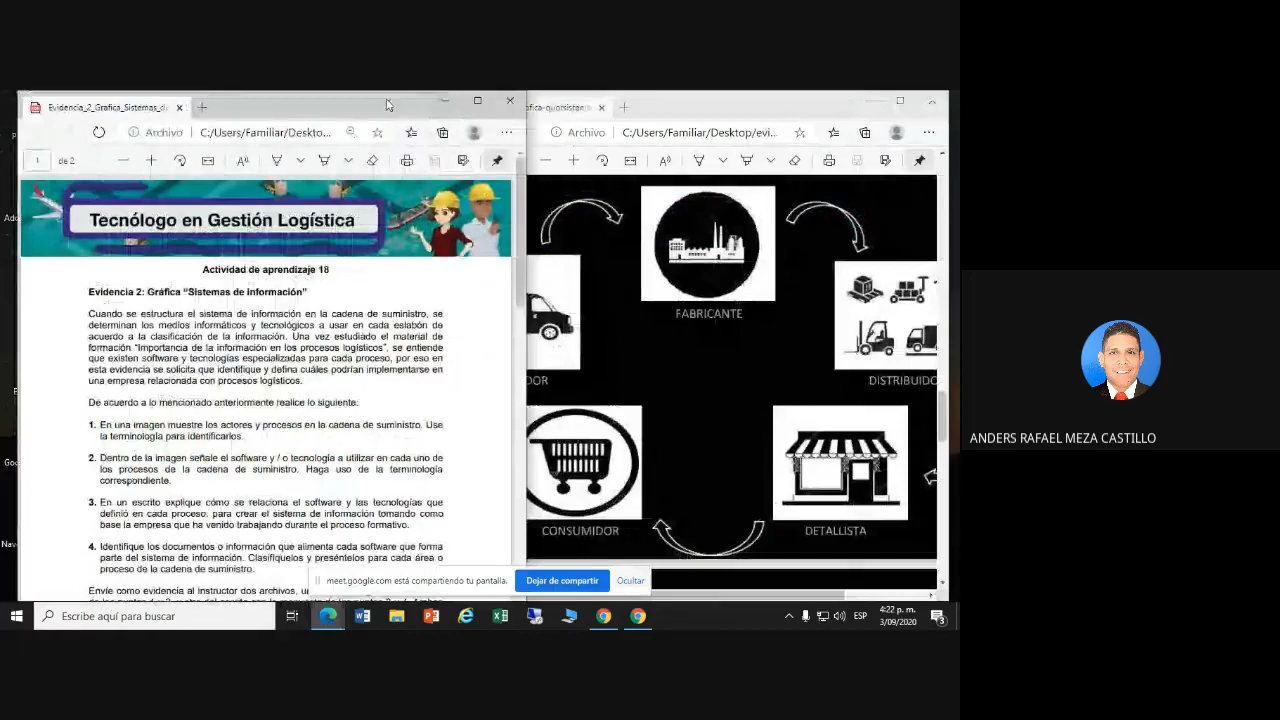 Evidencia_2_Grafica_Sistemas_d
Archivo
C:/Users/Familiar/Deskto...
de 2
Tecnólogo en Gestión Logística
Actividad de aprendizaje 18
Evidencia 2: Gráfica “Sistemas de información”
Cuando se estructura el sistema de información en la cadena de suministro, se
determinan los medios informáticos y tecnológicos a usar en cada eslabón de
acuerdo a la clasificación de la información. Una vez estudiado el material de
formación “Importancia de la información en los procesos logísticos”, se entiende
que existen software y tecnologías especializadas para cada proceso, por eso en
esta evidencia se solicita que identifique y defina cuáles podrían implementarse en
una empresa relacionada con procesos logísticos.
De acuerdo a lo mencionado anteriormente realice lo siguiente:
1. En una imagen muestre los actores y procesos en la cadena de suministro. Use
la terminología para identificarlos.
2. Dentro de la imagen señale el software y / o tecnología a utilizar en cada uno de
los procesos de la cadena de suministro. Haga uso de la terminología
correspondiente.
3. En un escrito explique cómo se relaciona el software y las tecnologías que
definió en cada proceso, para crear el sistema de información tomando como
base la empresa que ha venido trabajando durante el proceso formativo.
4. Identifique los documentos o información que alimenta cada software que forma
parte del sistema de información. Clasifíquelos y preséntelos para cada área o
proceso de la cadena de suministro.
Envíe como evidencia al instructor dos archivos,
afica-quotsistema
Archivo
C:/Users/Familiar/Desktop/evi...
FABRICANTE
DOR
DISTRIBUIDO
CONSUMIDOR
DETALLISTA
meet.google.com está compartiendo tu pantalla.
Dejar de compartir
Ocultar
Escribe aquí para buscar
ESP
4:22 p. m.
3/09/2020
3
ANDERS RAFAEL MEZA CASTILLO